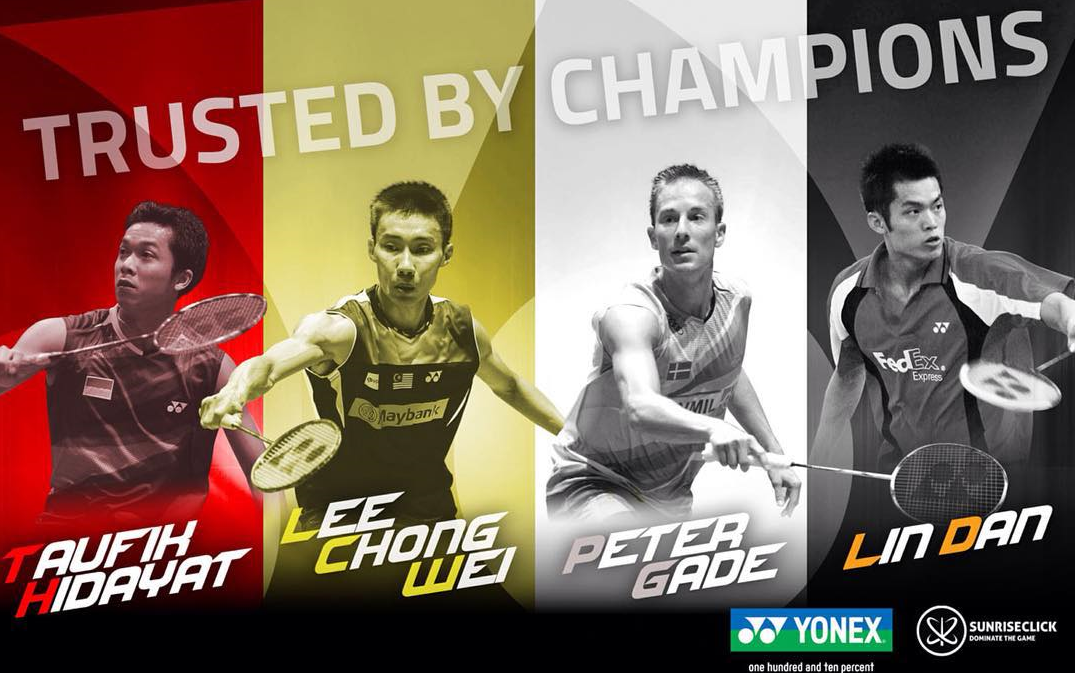 TRUSTED BY CHAMPIONS
Maybank
FedEx®
Express
TAUFIK
HIDAYAT
LEE
CHONG
WEI
PETER
GADE
LIN DAN
YONEX®
one hundred and ten percent
SUNRISECLICK
DOMINATE THE GAME